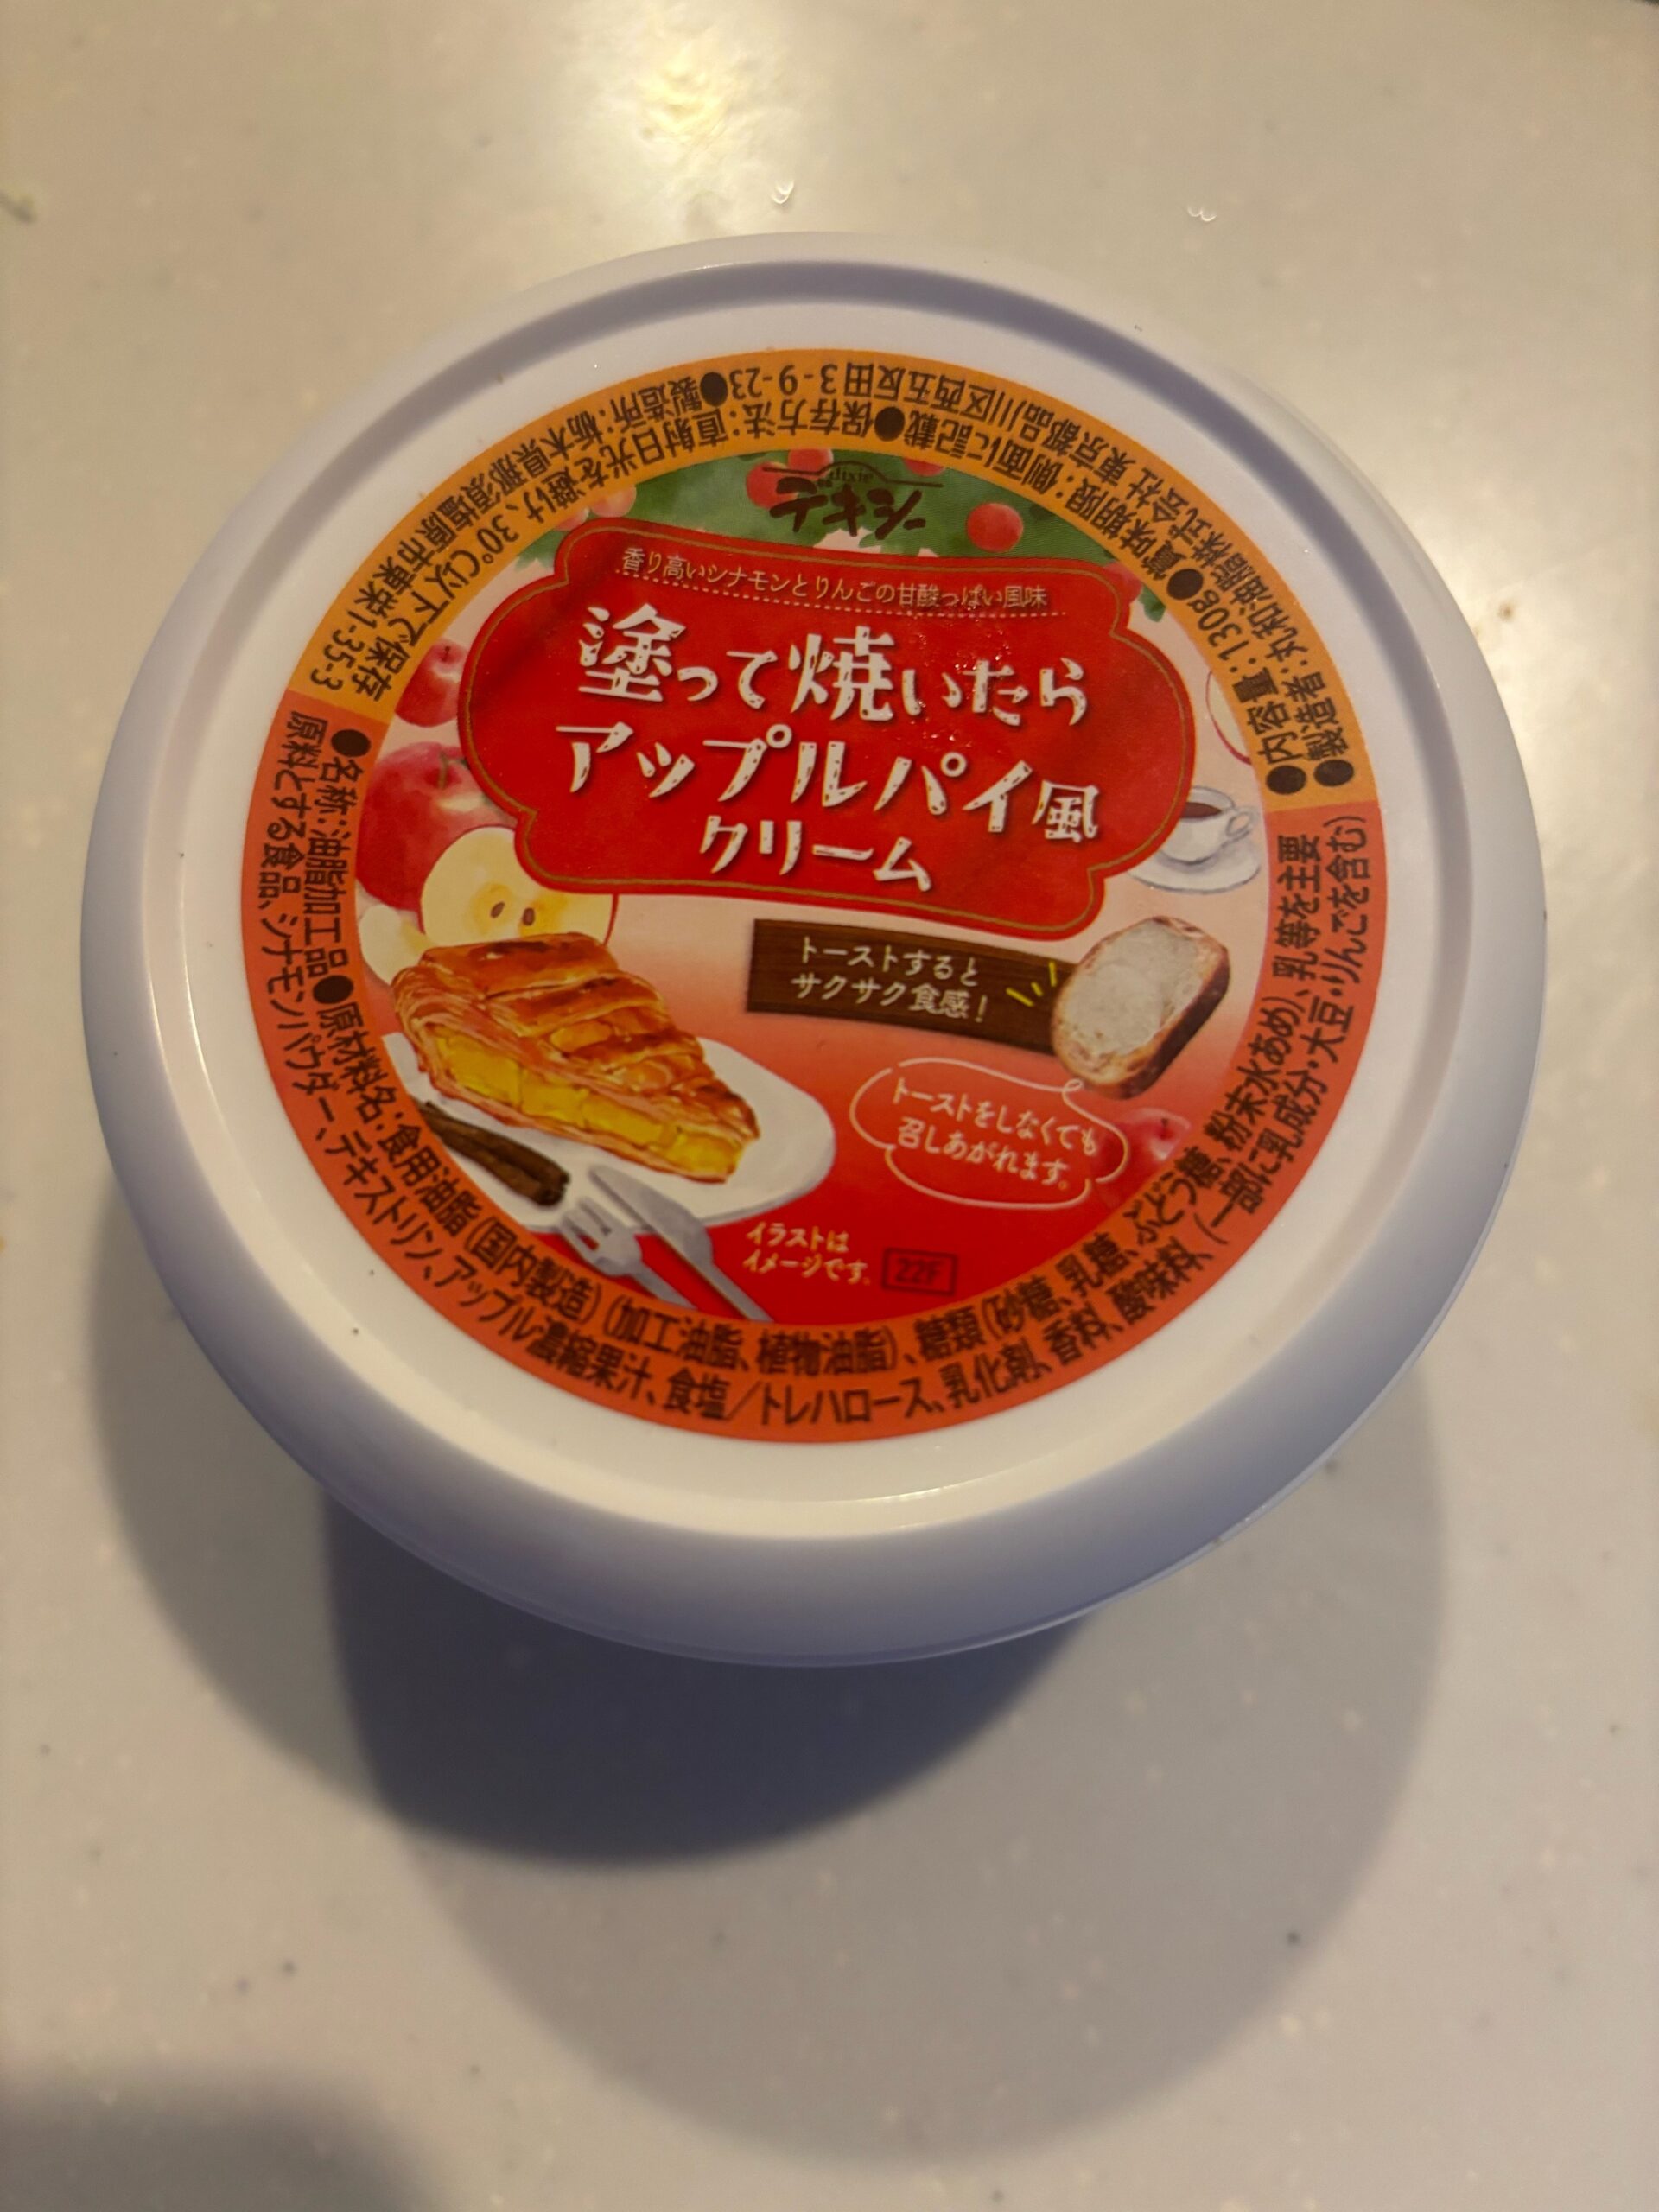 デキシー
dixie
香り高いシナモンとりんごの甘酸っぱい風味
塗って焼いたら
アップルパイ風
クリーム
トーストすると
サクサク食感！
トーストをしなくても
召しあがれます。
イラストは
イメージです。
22F
●名称：油脂加工品●原材料名：食用油脂（国内製造）（加工油脂、植物油脂）、糖類（砂糖、乳糖、ぶどう糖、粉末水あめ）、乳等を主要
原料とする食品、シナモンパウダー、デキストリン、アップル濃縮果汁、食塩／トレハロース、乳化剤、香料、酸味料、（一部に乳成分・大豆・りんごを含む）
●内容量：130g●賞味期限：側面に記載●保存方法：直射日光を避け、30℃以下で保存
●製造者：丸和油脂株式会社 東京都品川区西五反田3-9-23●製造所：栃木県那須塩原市東栄1-35-3